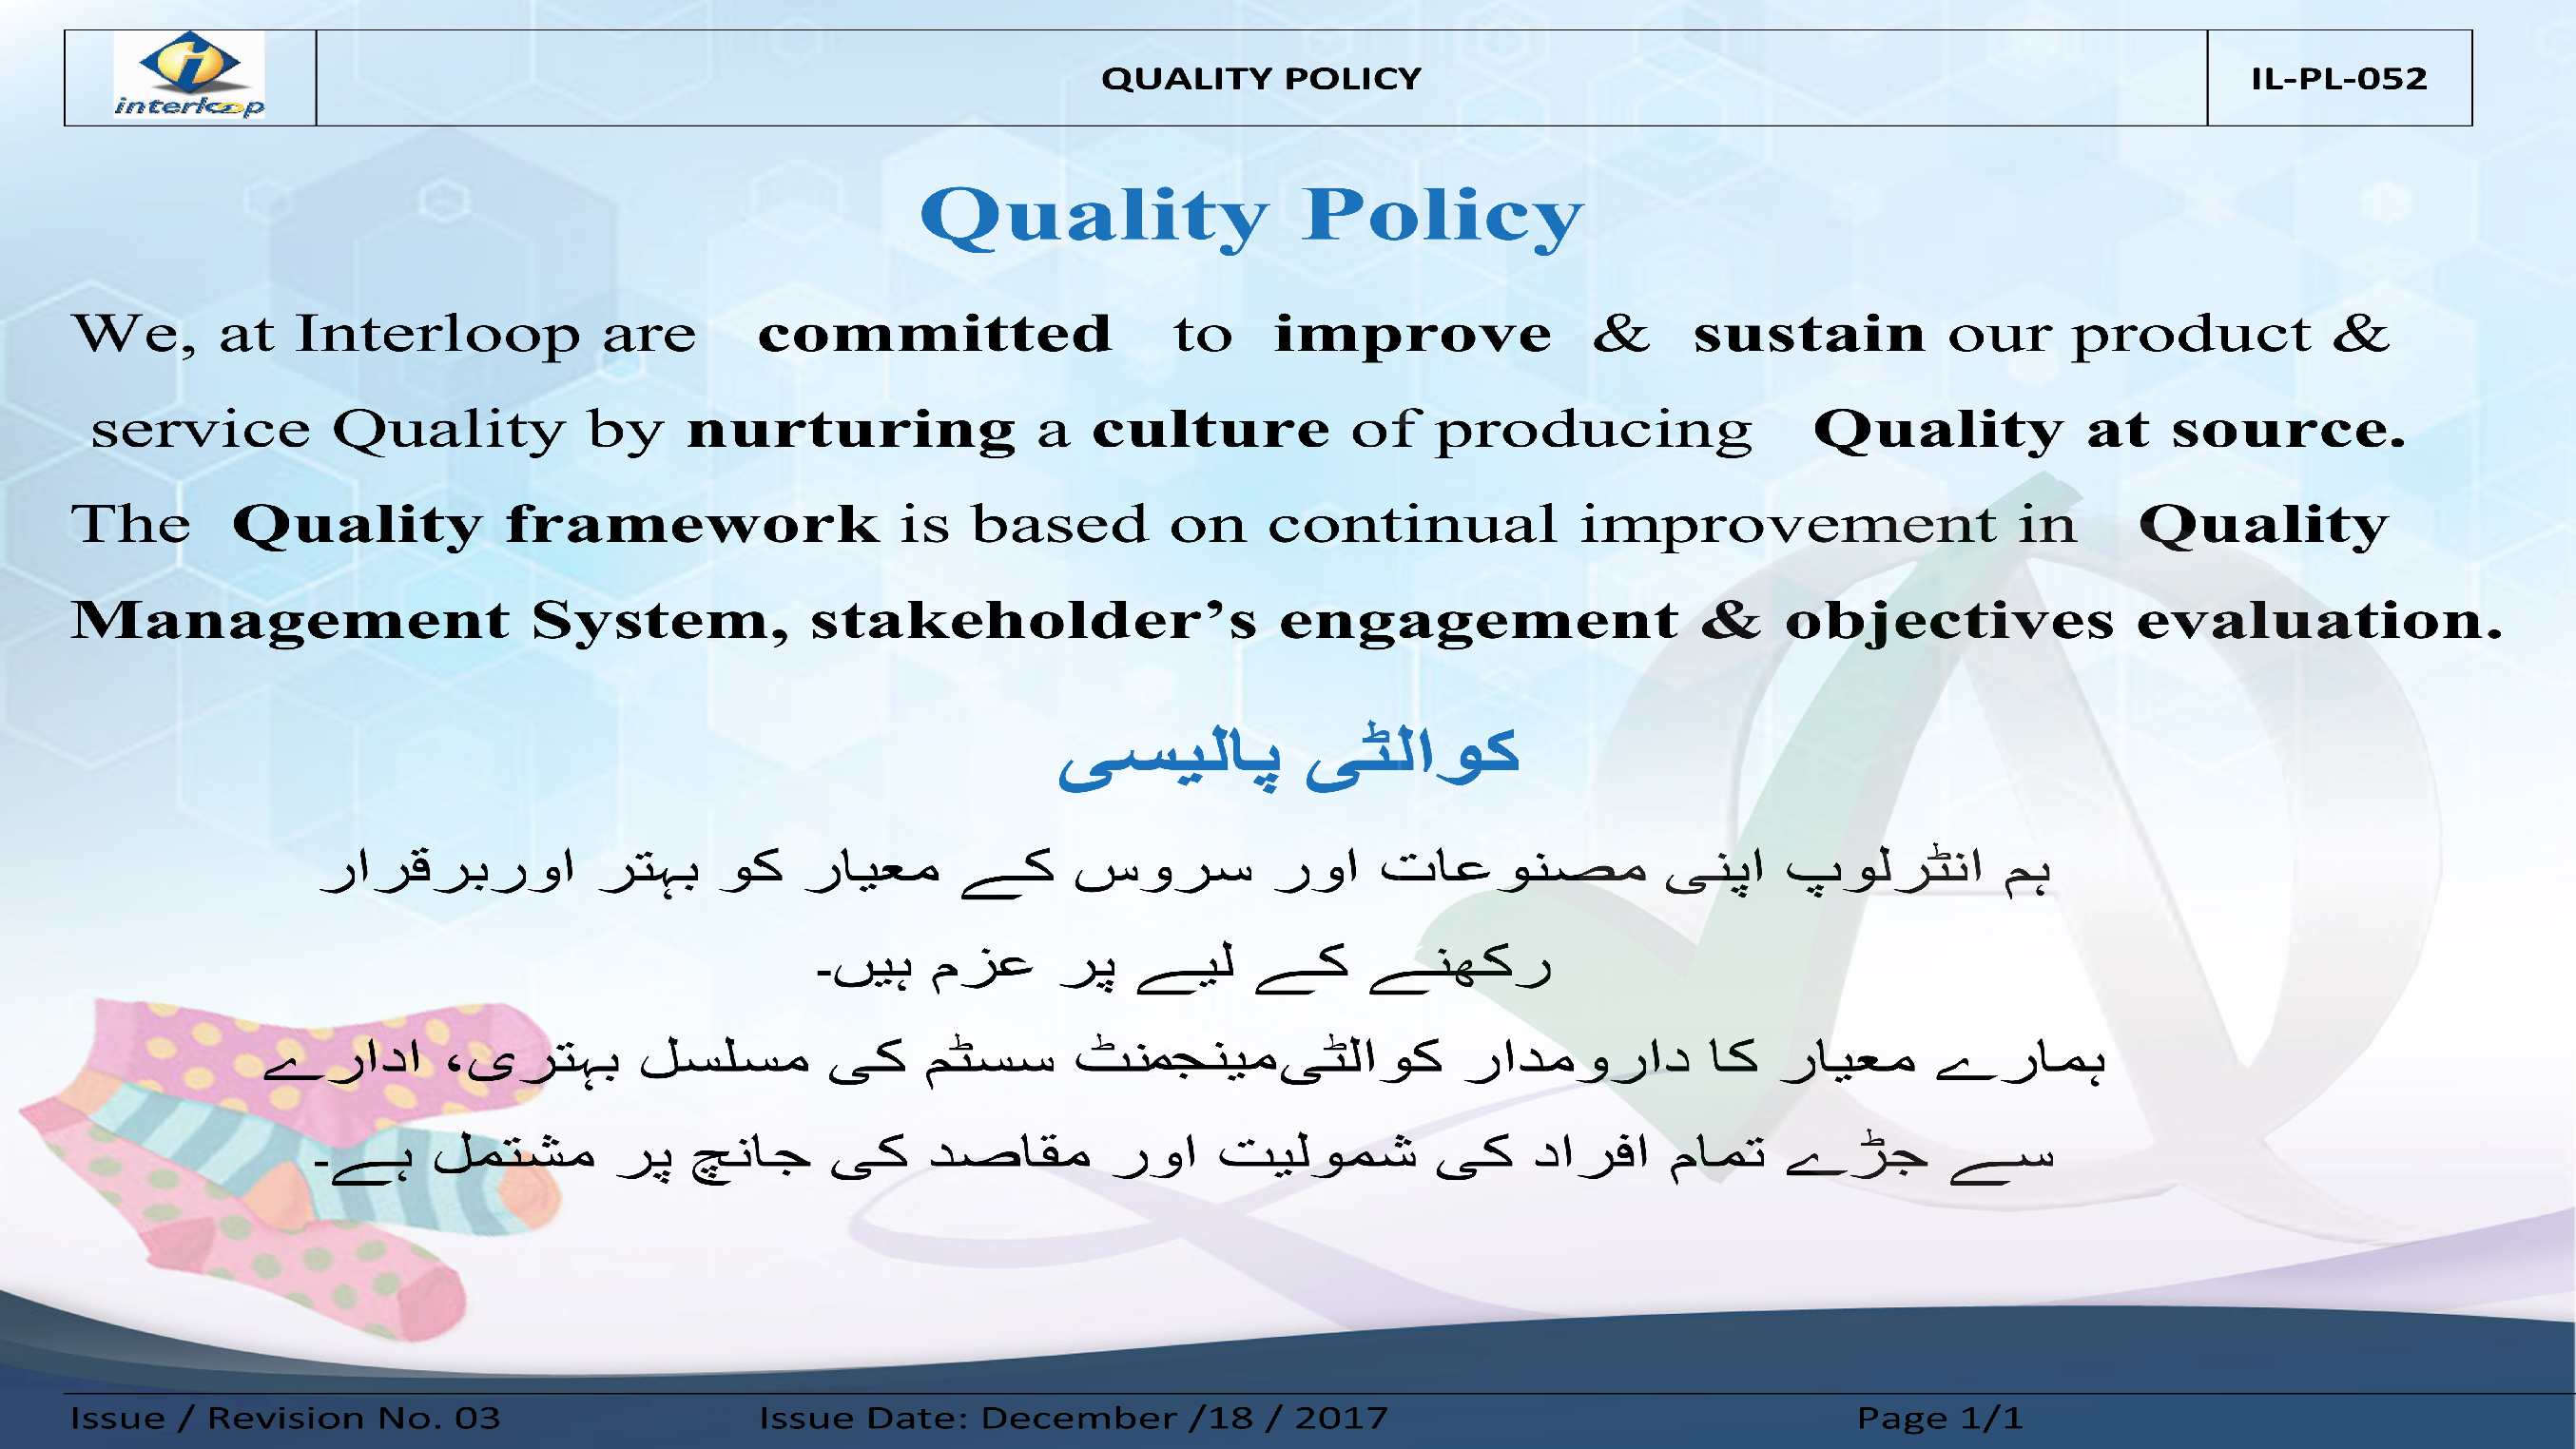 interloop
QUALITY POLICY
IL-PL-052
Quality Policy
We, at Interloop are committed to improve & sustain our product &
service Quality by nurturing a culture of producing Quality at source.
The Quality framework is based on continual improvement in Quality
Management System, stakeholder’s engagement & objectives evaluation.
کوالٹی پالیسی
ہم انٹرلوپ اپنی مصنوعات اور سروس کے معیار کو بہتر اوربرقرار
رکھنے کے لیے پر عزم ہیں۔
ہمارے معیار کا دارومدار کوالٹیمینجمنٹ سسٹم کی مسلسل بہتری، ادارے
سے جڑے تمام افراد کی شمولیت اور مقاصد کی جانچ پر مشتمل ہے۔
Issue / Revision No. 03
Issue Date: December /18 / 2017
Page 1/1